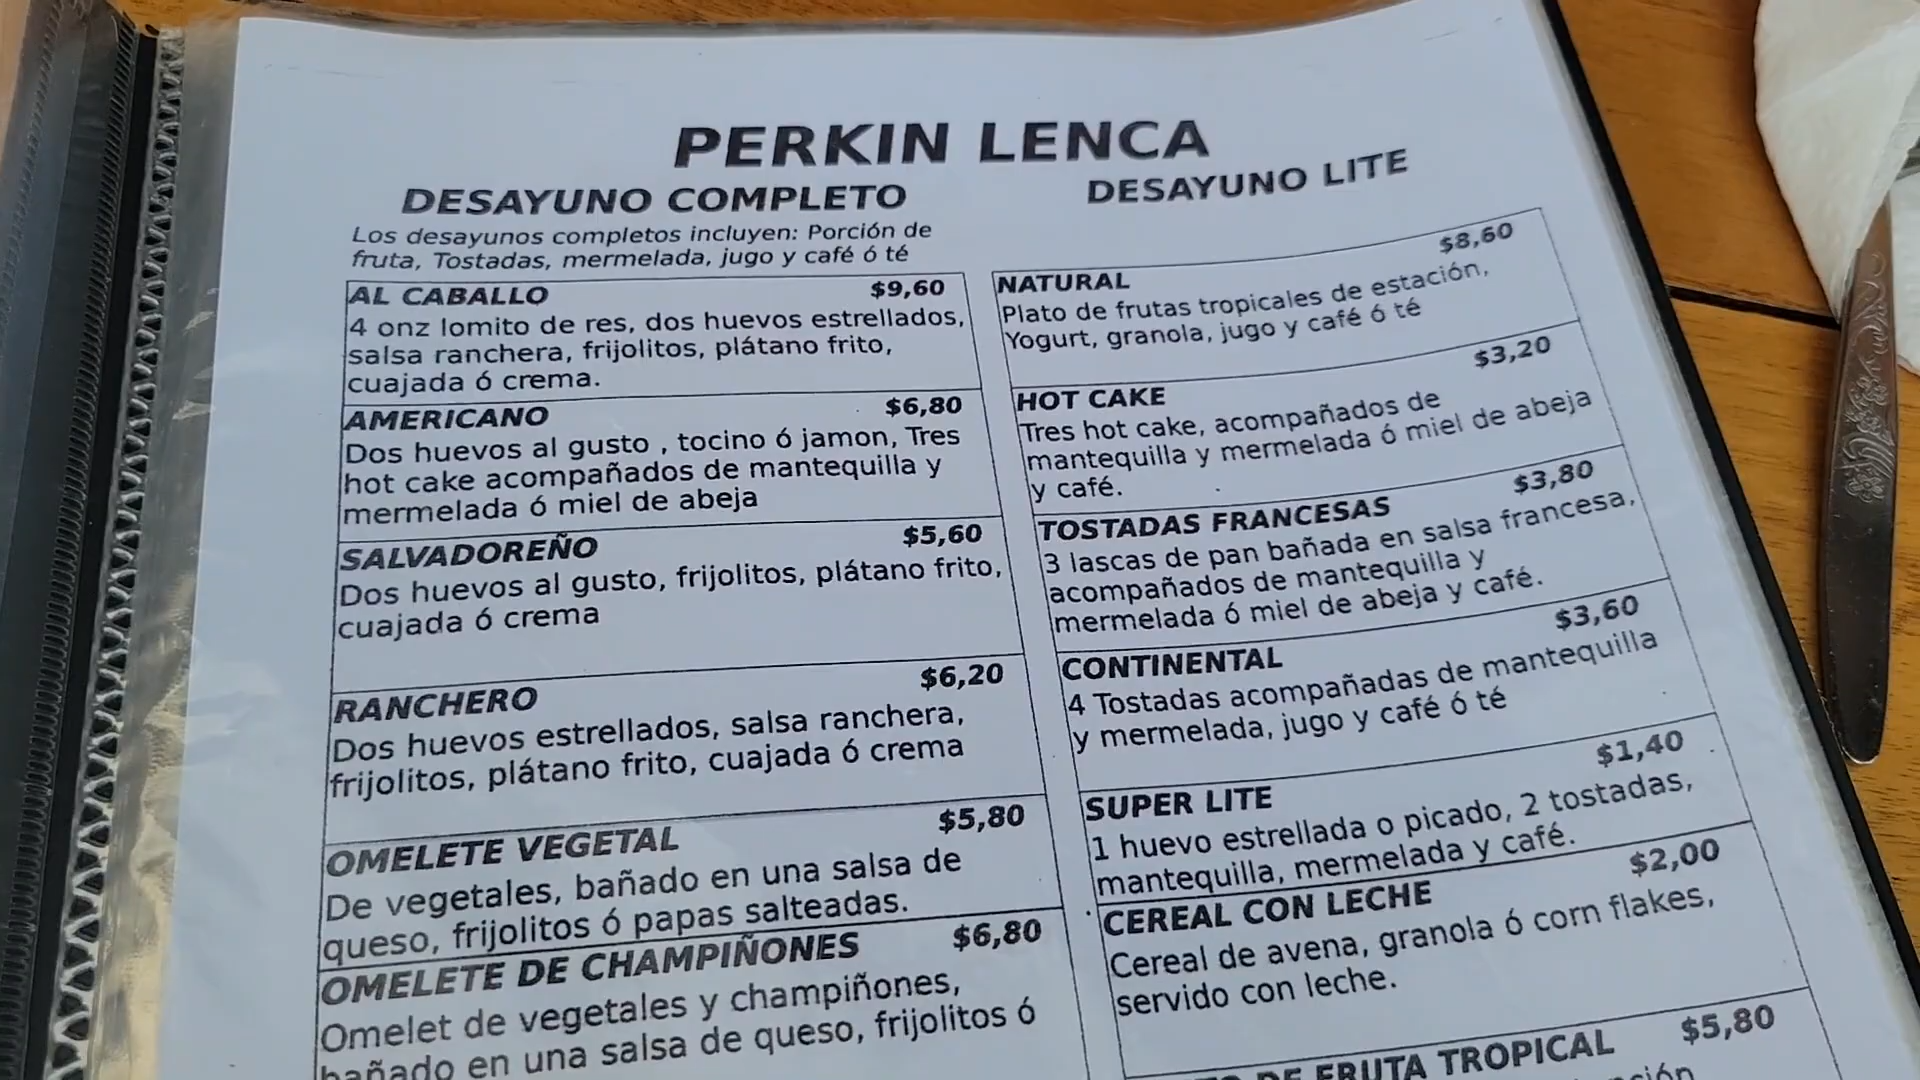 PERKIN LENCA
DESAYUNO COMPLETO
Los desayunos completos incluyen: Porción de
fruta, Tostadas, mermelada, jugo y café ó té
AL CABALLO $9,60
4 onz lomito de res, dos huevos estrellados,
salsa ranchera, frijolitos, plátano frito,
cuajada ó crema.
AMERICANO $6,80
Dos huevos al gusto , tocino ó jamon, Tres
hot cake acompañados de mantequilla y
mermelada ó miel de abeja
SALVADOREÑO $5,60
Dos huevos al gusto, frijolitos, plátano frito,
cuajada ó crema
RANCHERO $6,20
Dos huevos estrellados, salsa ranchera,
frijolitos, plátano frito, cuajada ó crema
OMELETE VEGETAL $5,80
De vegetales, bañado en una salsa de
queso, frijolitos ó papas salteadas.
OMELETE DE CHAMPIÑONES $6,80
Omelet de vegetales y champiñones,
bañado en una salsa de queso, frijolitos ó
DESAYUNO LITE
NATURAL $8,60
Plato de frutas tropicales de estación,
Yogurt, granola, jugo y café ó té
HOT CAKE $3,20
Tres hot cake, acompañados de
mantequilla y mermelada ó miel de abeja
y café.
TOSTADAS FRANCESAS $3,80
3 lascas de pan bañada en salsa francesa,
acompañados de mantequilla y
mermelada ó miel de abeja y café.
CONTINENTAL $3,60
4 Tostadas acompañadas de mantequilla
y mermelada, jugo y café ó té
SUPER LITE $1,40
1 huevo estrellada o picado, 2 tostadas,
mantequilla, mermelada y café.
CEREAL CON LECHE $2,00
Cereal de avena, granola ó corn flakes,
servido con leche.
DE FRUTA TROPICAL $5,80